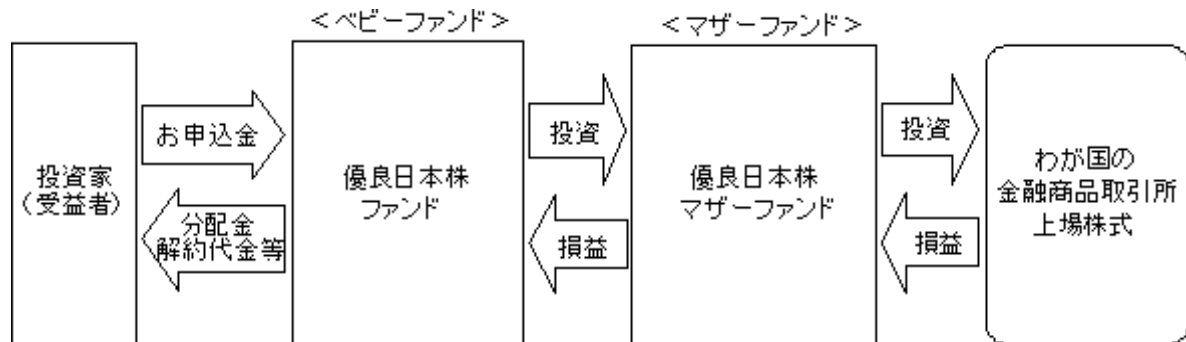 ＜ベビーファンド＞
＜マザーファンド＞
投資家
（受益者）
お申込金
分配金
解約代金等
優良日本株
ファンド
投資
損益
優良日本株
マザーファンド
投資
損益
わが国の
金融商品取引所
上場株式